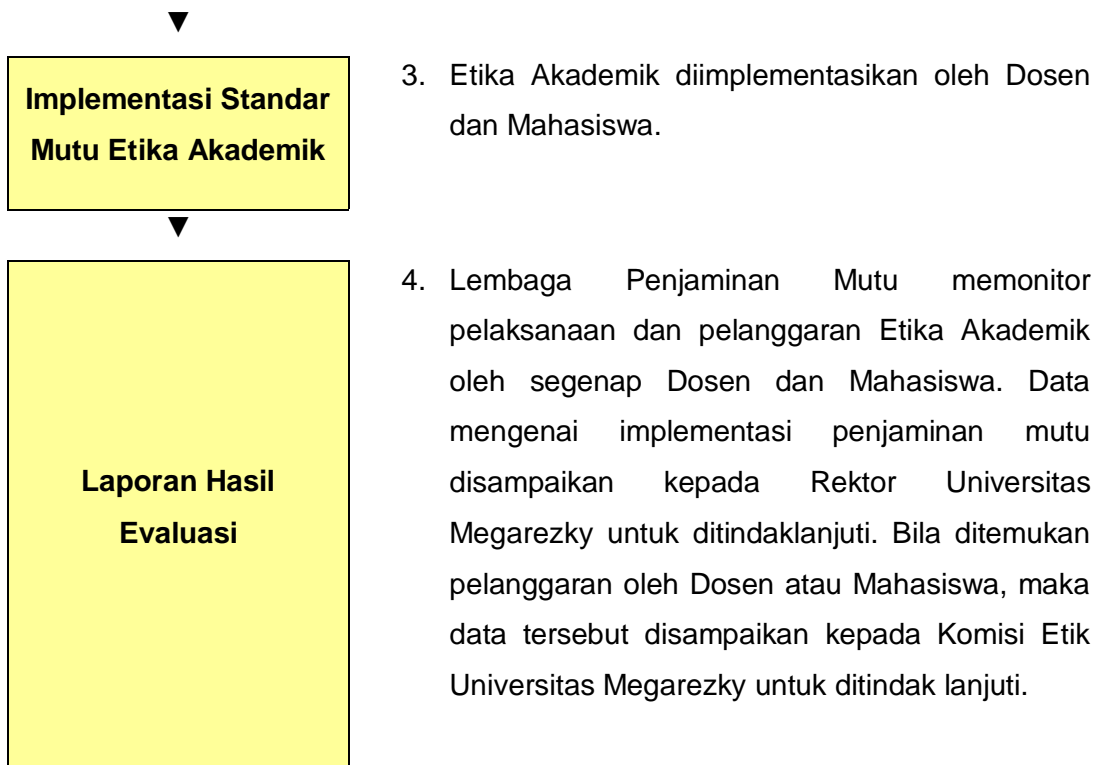 ▼
Implementasi Standar
Mutu Etika Akademik
3. Etika Akademik diimplementasikan oleh Dosen
dan Mahasiswa.
▼
Laporan Hasil
Evaluasi
4. Lembaga Penjaminan Mutu memonitor
pelaksanaan dan pelanggaran Etika Akademik
oleh segenap Dosen dan Mahasiswa. Data
mengenai implementasi penjaminan mutu
disampaikan kepada Rektor Universitas
Megarezky untuk ditindaklanjuti. Bila ditemukan
pelanggaran oleh Dosen atau Mahasiswa, maka
data tersebut disampaikan kepada Komisi Etik
Universitas Megarezky untuk ditindak lanjuti.